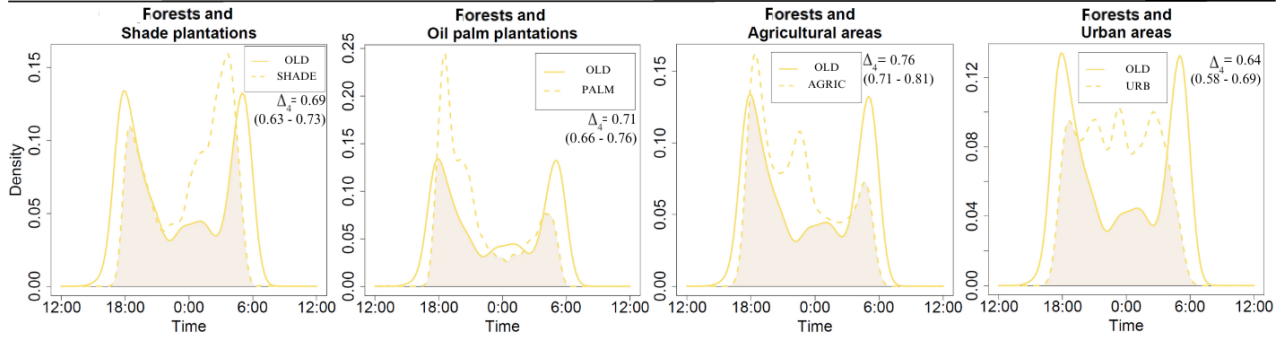 Forests and
Shade plantations
OLD
SHADE
Δ4 = 0.69
(0.63 - 0.73)
Density
0.00
0.05
0.10
0.15
12:00
18:00
0:00
6:00
12:00
Time
Forests and
Oil palm plantations
OLD
PALM
Δ4 = 0.71
(0.66 - 0.76)
0.00
0.05
0.10
0.15
0.20
0.25
12:00
18:00
0:00
6:00
12:00
Time
Forests and
Agricultural areas
OLD
AGRIC
Δ4 = 0.76
(0.71 - 0.81)
0.00
0.05
0.10
0.15
12:00
18:00
0:00
6:00
12:00
Time
Forests and
Urban areas
OLD
URB
Δ4 = 0.64
(0.58 - 0.69)
0.00
0.04
0.08
0.12
12:00
18:00
0:00
6:00
12:00
Time